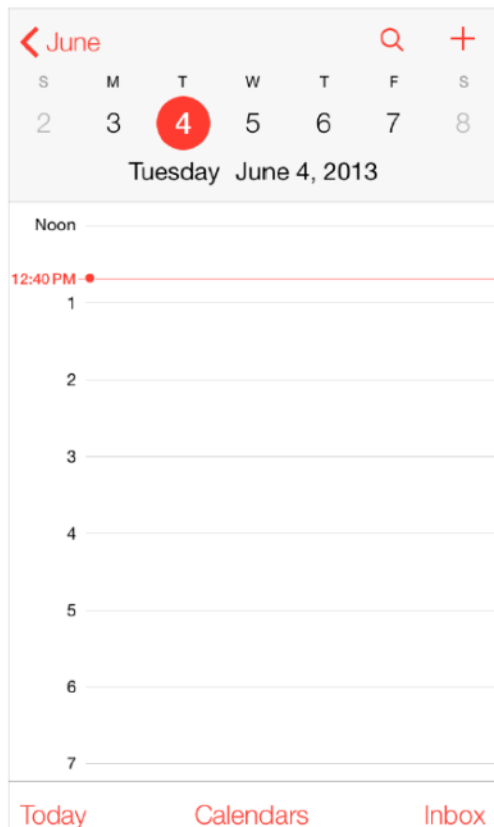 June
S M T W T F S
2 3 4 5 6 7 8
Tuesday June 4, 2013
Noon
12:40 PM
1
2
3
4
5
6
7
Today Calendars Inbox